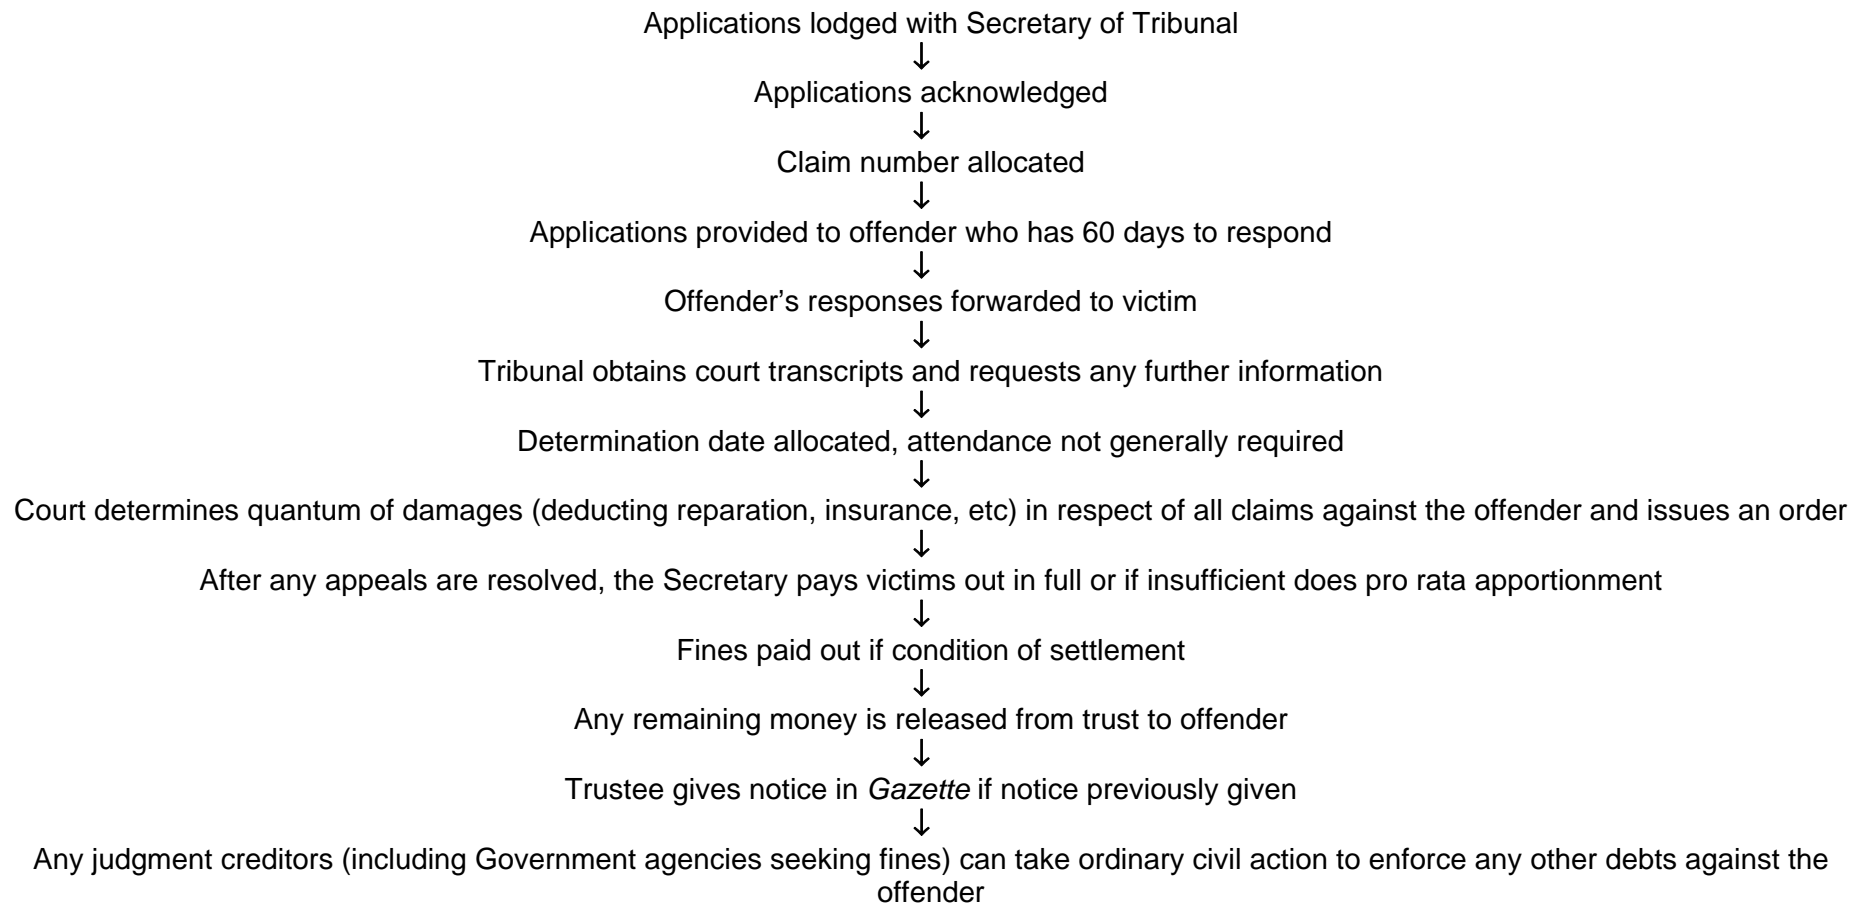 Applications lodged with Secretary of Tribunal
↓
Applications acknowledged
↓
Claim number allocated
↓
Applications provided to offender who has 60 days to respond
↓
Offender’s responses forwarded to victim
↓
Tribunal obtains court transcripts and requests any further information
↓
Determination date allocated, attendance not generally required
↓
Court determines quantum of damages (deducting reparation, insurance, etc) in respect of all claims against the offender and issues an order
↓
After any appeals are resolved, the Secretary pays victims out in full or if insufficient does pro rata apportionment
↓
Fines paid out if condition of settlement
↓
Any remaining money is released from trust to offender
↓
Trustee gives notice in Gazette if notice previously given
↓
Any judgment creditors (including Government agencies seeking fines) can take ordinary civil action to enforce any other debts against the
offender